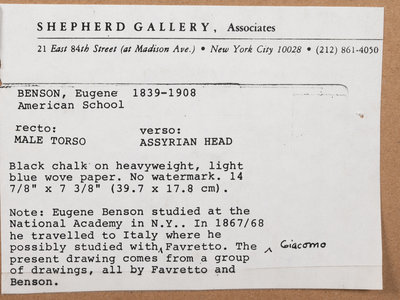 SHEPHERD GALLERY, Associates
21 East 84th Street (at Madison Ave.) • New York City 10028 • (212) 861-4050
BENSON, Eugene 1839-1908
American School
recto: verso:
MALE TORSO ASSYRIAN HEAD
Black chalk on heavyweight, light
blue wove paper. No watermark. 14
7/8" x 7 3/8" (39.7 x 17.8 cm).
Note: Eugene Benson studied at the
National Academy in N.Y.. In 1867/68
he travelled to Italy where he
possibly studied with Favretto. The ^ Giacomo
present drawing comes from a group
of drawings, all by Favretto and
Benson.